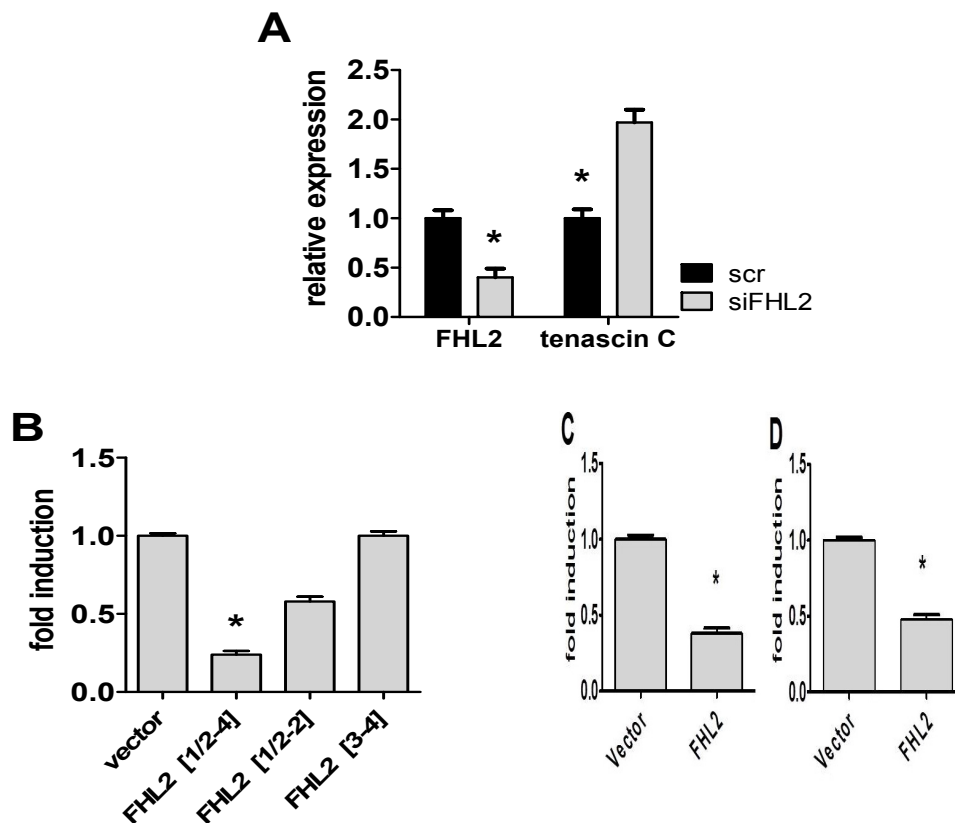 A
relative expression
2.5
2.0
1.5
1.0
0.5
0.0
*
*
FHL2 tenascin C
scr
siFHL2
B
fold induction
1.5
1.0
0.5
0.0
*
vector
FHL2 [1/2-4]
FHL2 [1/2-2]
FHL2 [3-4]
C
fold induction
1.5
1.0
0.5
0.0
*
Vector
FHL2
D
fold induction
1.5
1.0
0.5
0.0
*
Vector
FHL2